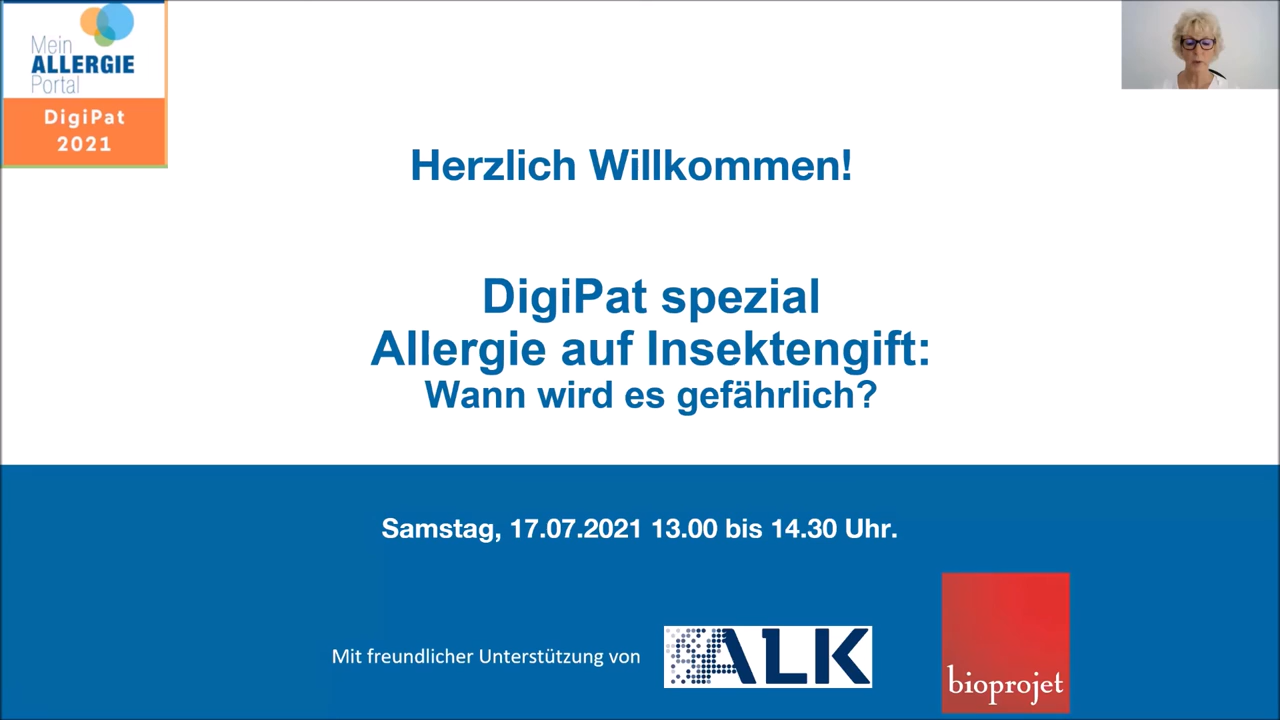 Mein
ALLERGIE
Portal
DigiPat
2021
Herzlich Willkommen!
DigiPat spezial
Allergie auf Insektengift:
Wann wird es gefährlich?
Samstag, 17.07.2021 13.00 bis 14.30 Uhr.
Mit freundlicher Unterstützung von
ALK
bioprojet